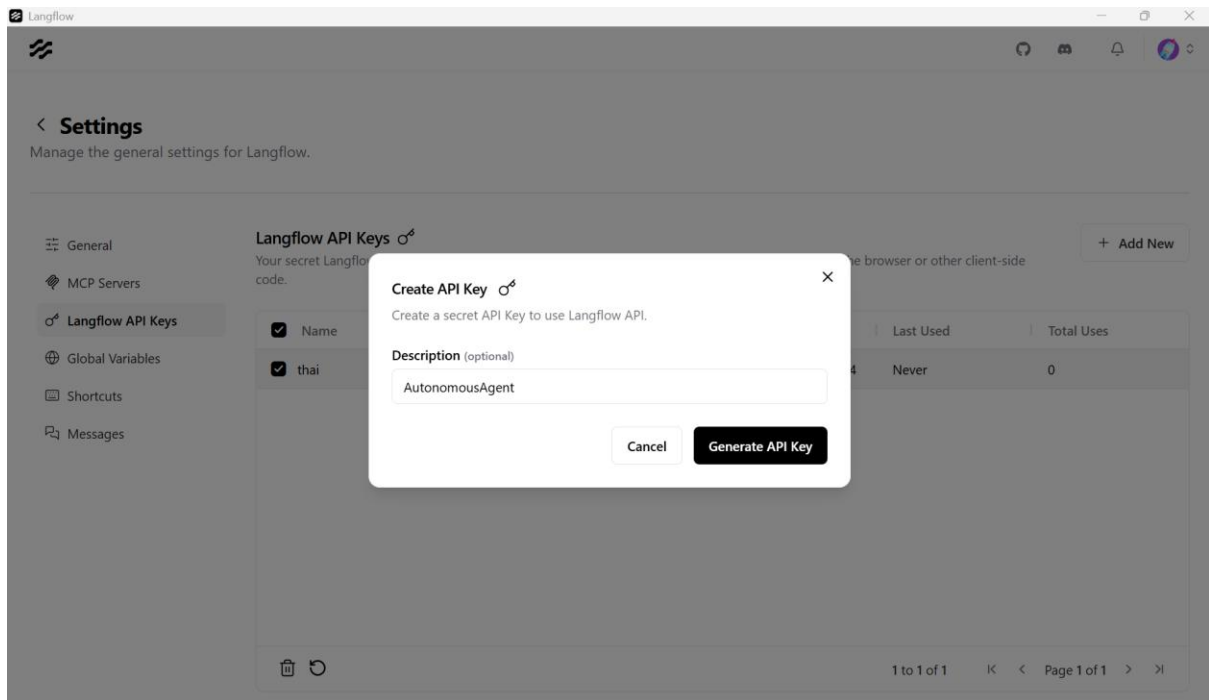 Langflow
Settings
Manage the general settings for Langflow.
General
MCP Servers
Langflow API Keys
Global Variables
Shortcuts
Messages
Langflow API Keys
+ Add New
Your secret Langflo
he browser or other client-side
code.
Name
Last Used
Total Uses
thai
4
Never
0
Create API Key
Create a secret API Key to use Langflow API.
Description (optional)
AutonomousAgent
Cancel
Generate API Key
1 to 1 of 1
Page 1 of 1